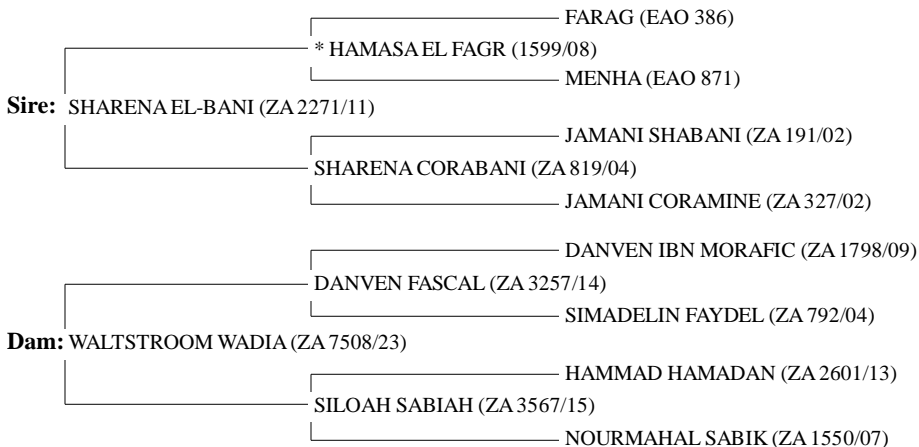 FARAG (EAO 386)
* HAMASA EL FAGR (1599/08)
MENHA (EAO 871)
Sire: SHARENA EL-BANI (ZA 2271/11)
JAMANI SHABANI (ZA 191/02)
SHARENA CORABANI (ZA 819/04)
JAMANI CORAMINE (ZA 327/02)
DANVEN IBN MORAFIC (ZA 1798/09)
DANVEN FASCAL (ZA 3257/14)
SIMADELIN FAYDEL (ZA 792/04)
Dam: WALTSTROOM WADIA (ZA 7508/23)
HAMMAD HAMADAN (ZA 2601/13)
SILOAH SABIAH (ZA 3567/15)
NOURMAHAL SABIK (ZA 1550/07)